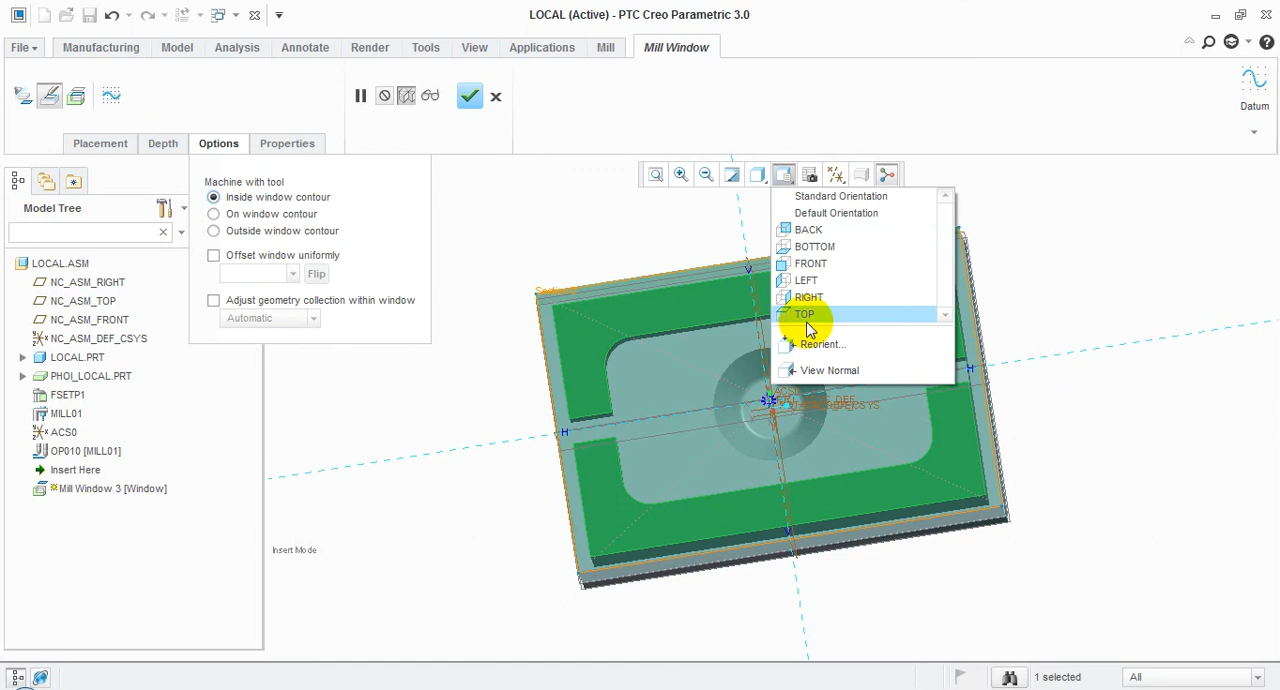 LOCAL (Active) - PTC Creo Parametric 3.0
File Manufacturing Model Analysis Annotate Render Tools View Applications Mill Mill Window
Datum
Placement Depth Options Properties
Machine with tool
Inside window contour
On window contour
Outside window contour
Offset window uniformly
Flip
Adjust geometry collection within window
Automatic
Model Tree
LOCAL.ASM
NC_ASM_RIGHT
NC_ASM_TOP
NC_ASM_FRONT
NC_ASM_DEF_CSYS
LOCAL.PRT
PHOI_LOCAL.PRT
FSETP1
MILL01
ACS0
OP010 [MILL01]
Insert Here
Mill Window 3 [Window]
Insert Mode
Standard Orientation
Default Orientation
BACK
BOTTOM
FRONT
LEFT
RIGHT
TOP
Reorient...
View Normal
V
H
H
V
1 selected
All